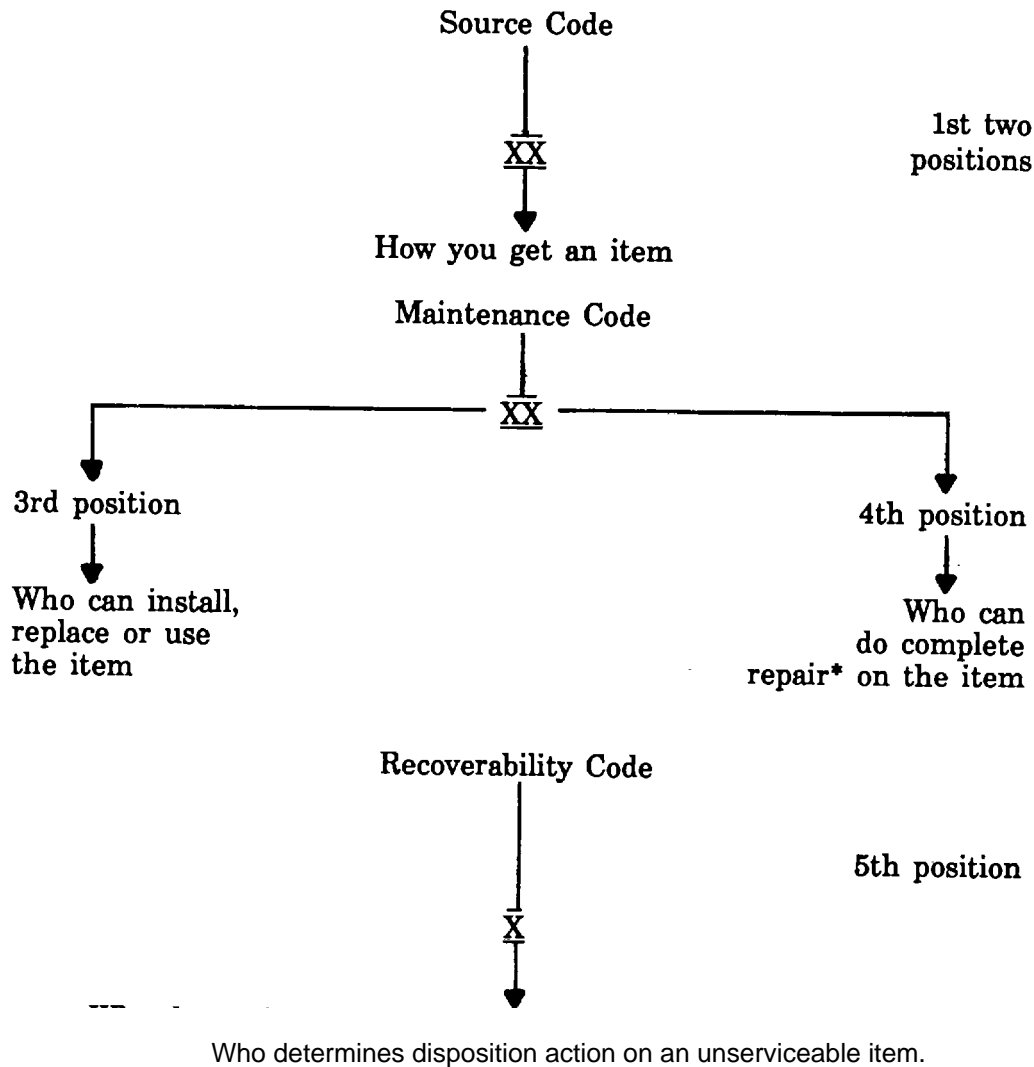 Source Code
1st two
positions
XX
How you get an item
Maintenance Code
XX
3rd position
4th position
Who can install,
replace or use
the item
Who can
do complete
repair* on the item
Recoverability Code
5th position
X
Who determines disposition action on an unserviceable item.